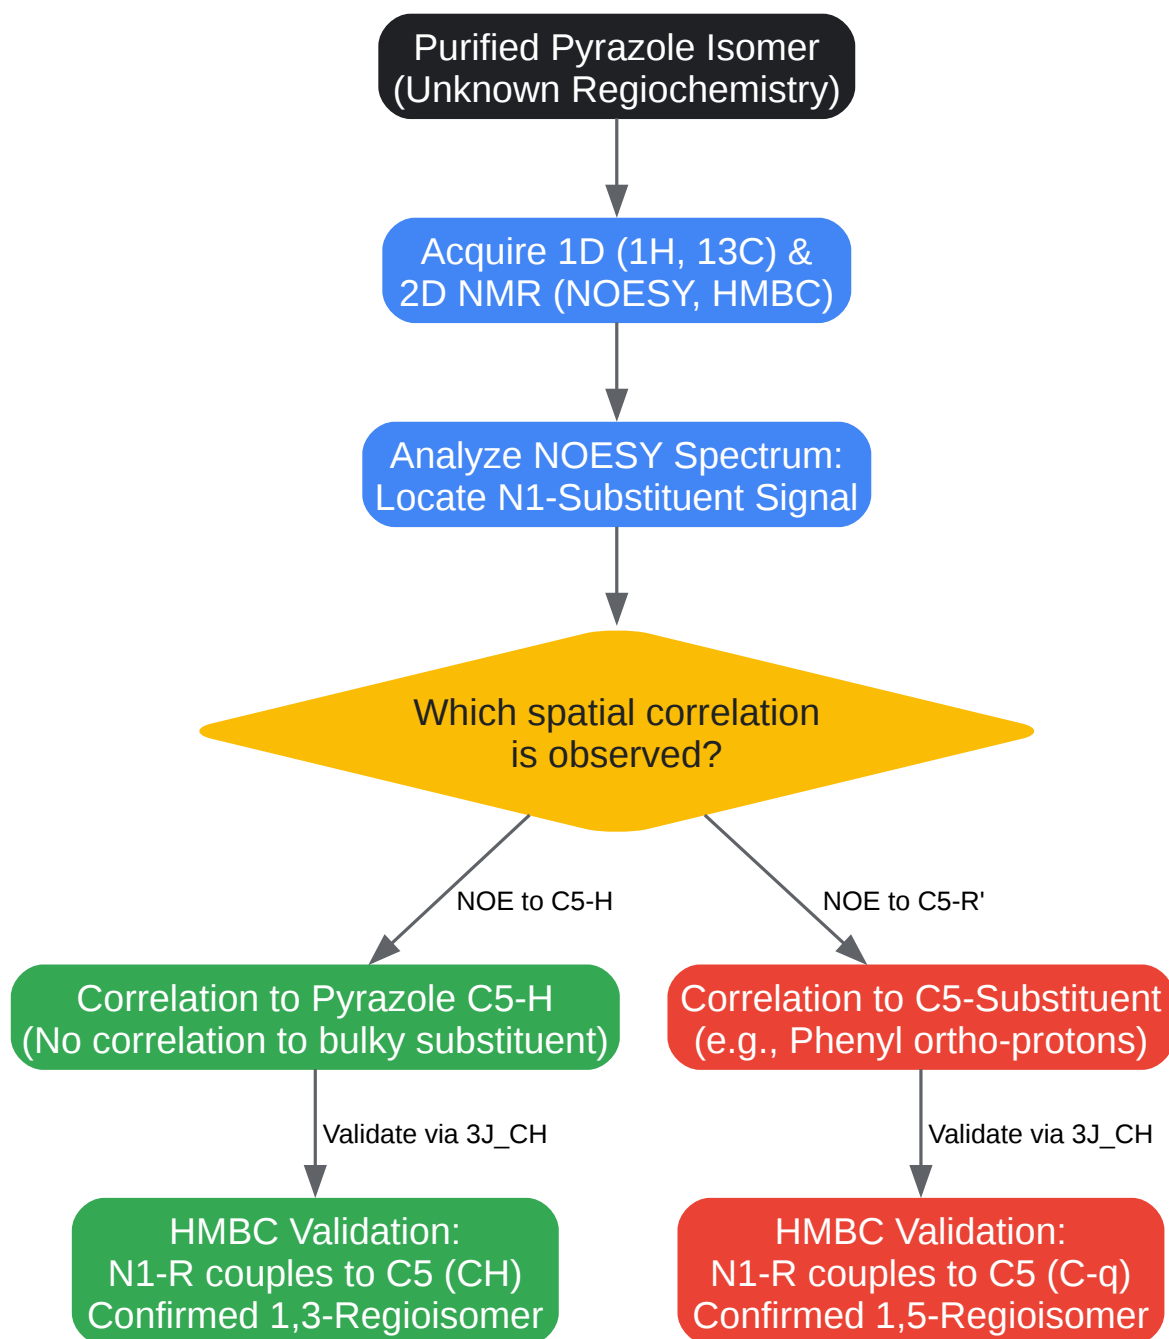 Purified Pyrazole Isomer
(Unknown Regiochemistry)
Acquire 1D (1H, 13C) &
2D NMR (NOESY, HMBC)
Analyze NOESY Spectrum:
Locate N1-Substituent Signal
Which spatial correlation
is observed?
NOE to C5-H
NOE to C5-R'
Correlation to Pyrazole C5-H
(No correlation to bulky substituent)
Correlation to C5-Substituent
(e.g., Phenyl ortho-protons)
Validate via 3J_CH
Validate via 3J_CH
HMBC Validation:
N1-R couples to C5 (CH)
Confirmed 1,3-Regioisomer
HMBC Validation:
N1-R couples to C5 (C-q)
Confirmed 1,5-Regioisomer